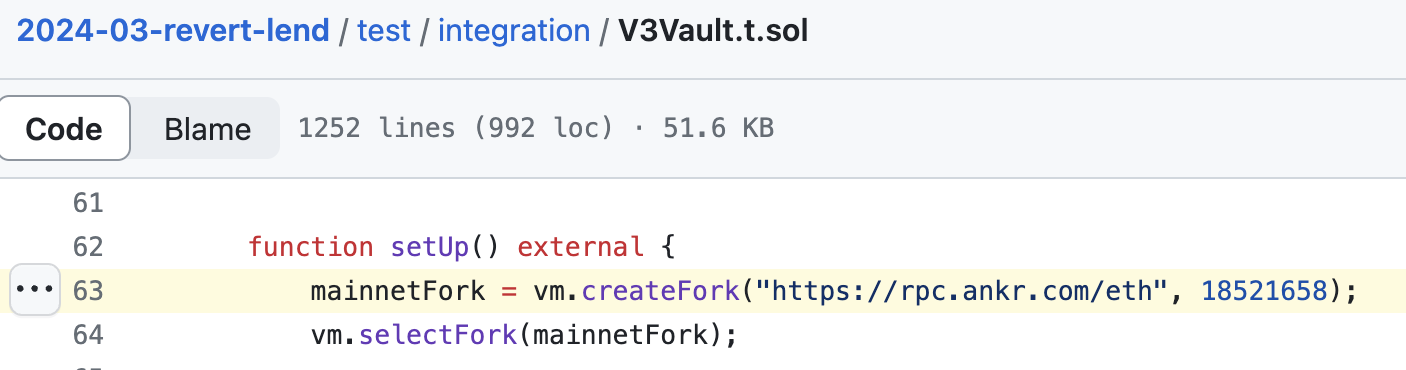 2024-03-revert-lend / test / integration / V3Vault.t.sol
Code Blame 1252 lines (992 loc) · 51.6 KB
61
62 function setUp() external {
••• 63 mainnetFork = vm.createFork("https://rpc.ankr.com/eth", 18521658);
64 vm.selectFork(mainnetFork);